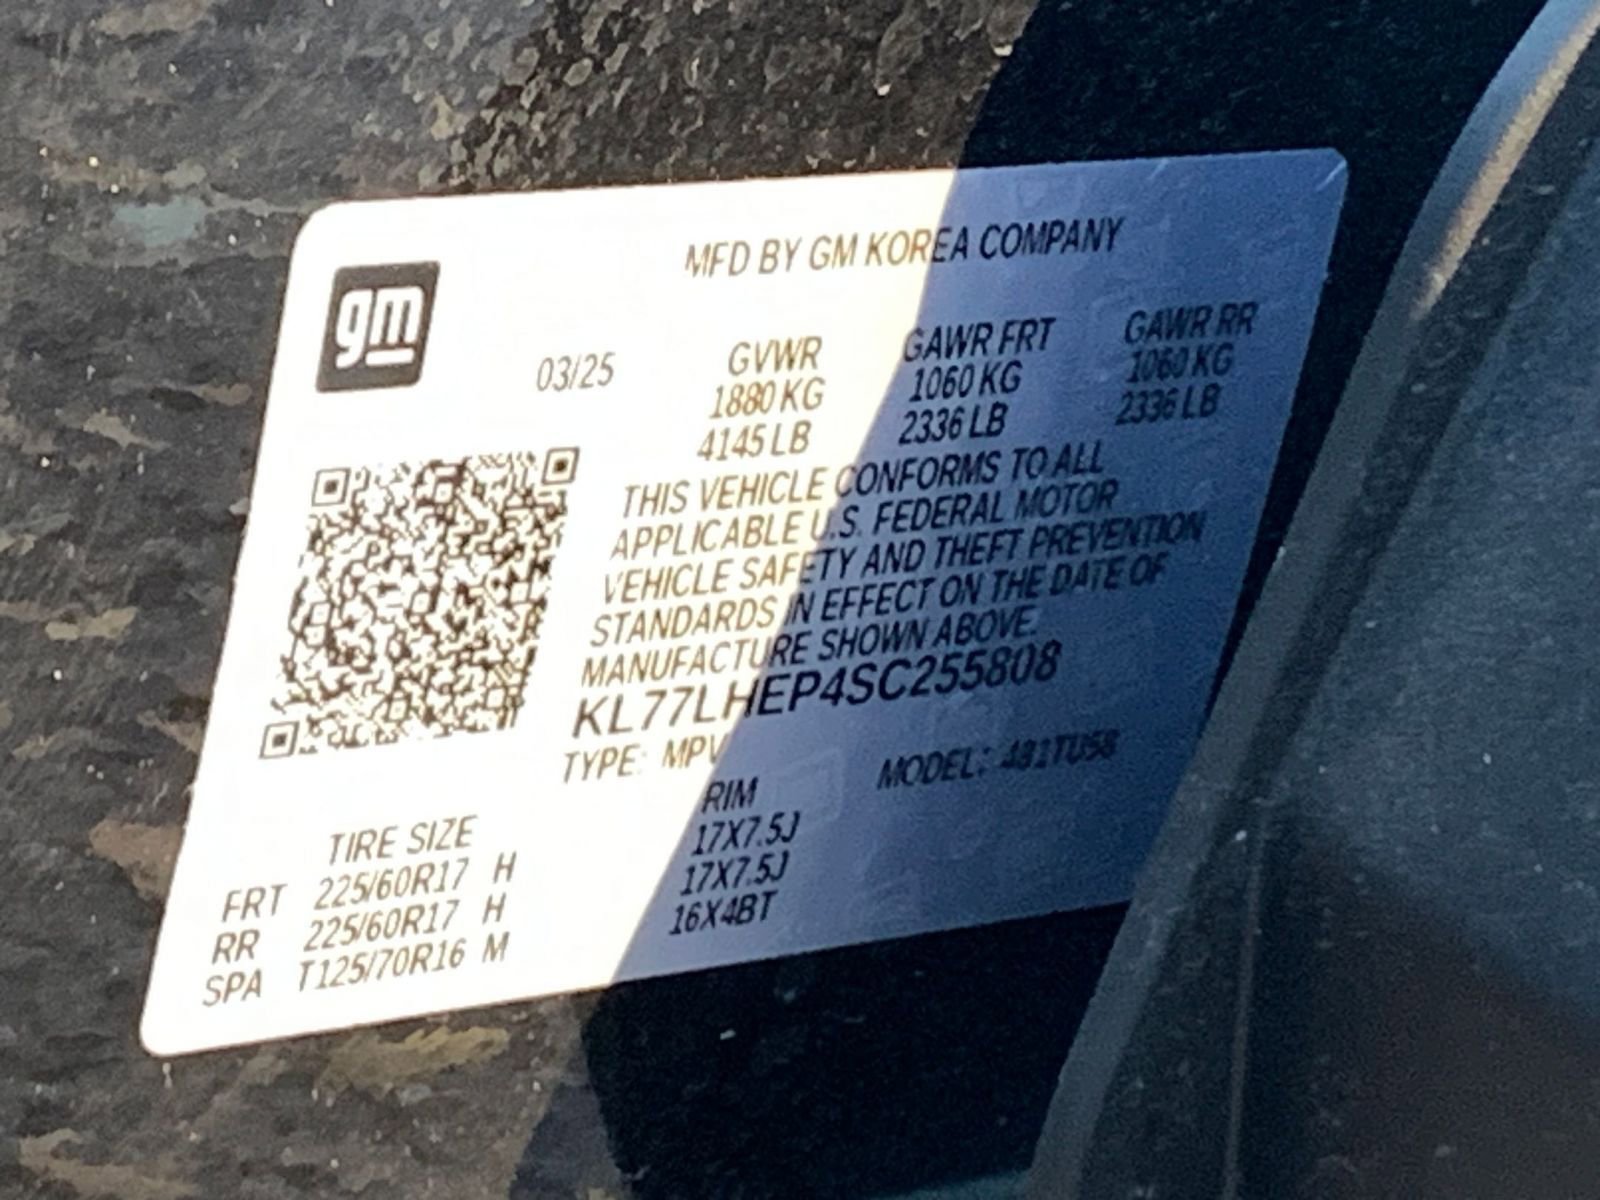 MFD BY GM KOREA COMPANY
gm
03/25 GVWR GAWR FRT GAWR RR
1880 KG 1060 KG 1060 KG
4145 LB 2336 LB 2336 LB
THIS VEHICLE CONFORMS TO ALL
APPLICABLE U.S. FEDERAL MOTOR
VEHICLE SAFETY AND THEFT PREVENTION
STANDARDS IN EFFECT ON THE DATE OF
MANUFACTURE SHOWN ABOVE.
KL77LHEP4SC255808
TYPE: MPV MODEL:
TIRE SIZE RIM
FRT 225/60R17 H 17X7.5J
RR 225/60R17 H 17X7.5J
SPA T125/70R16 M 16X4BT